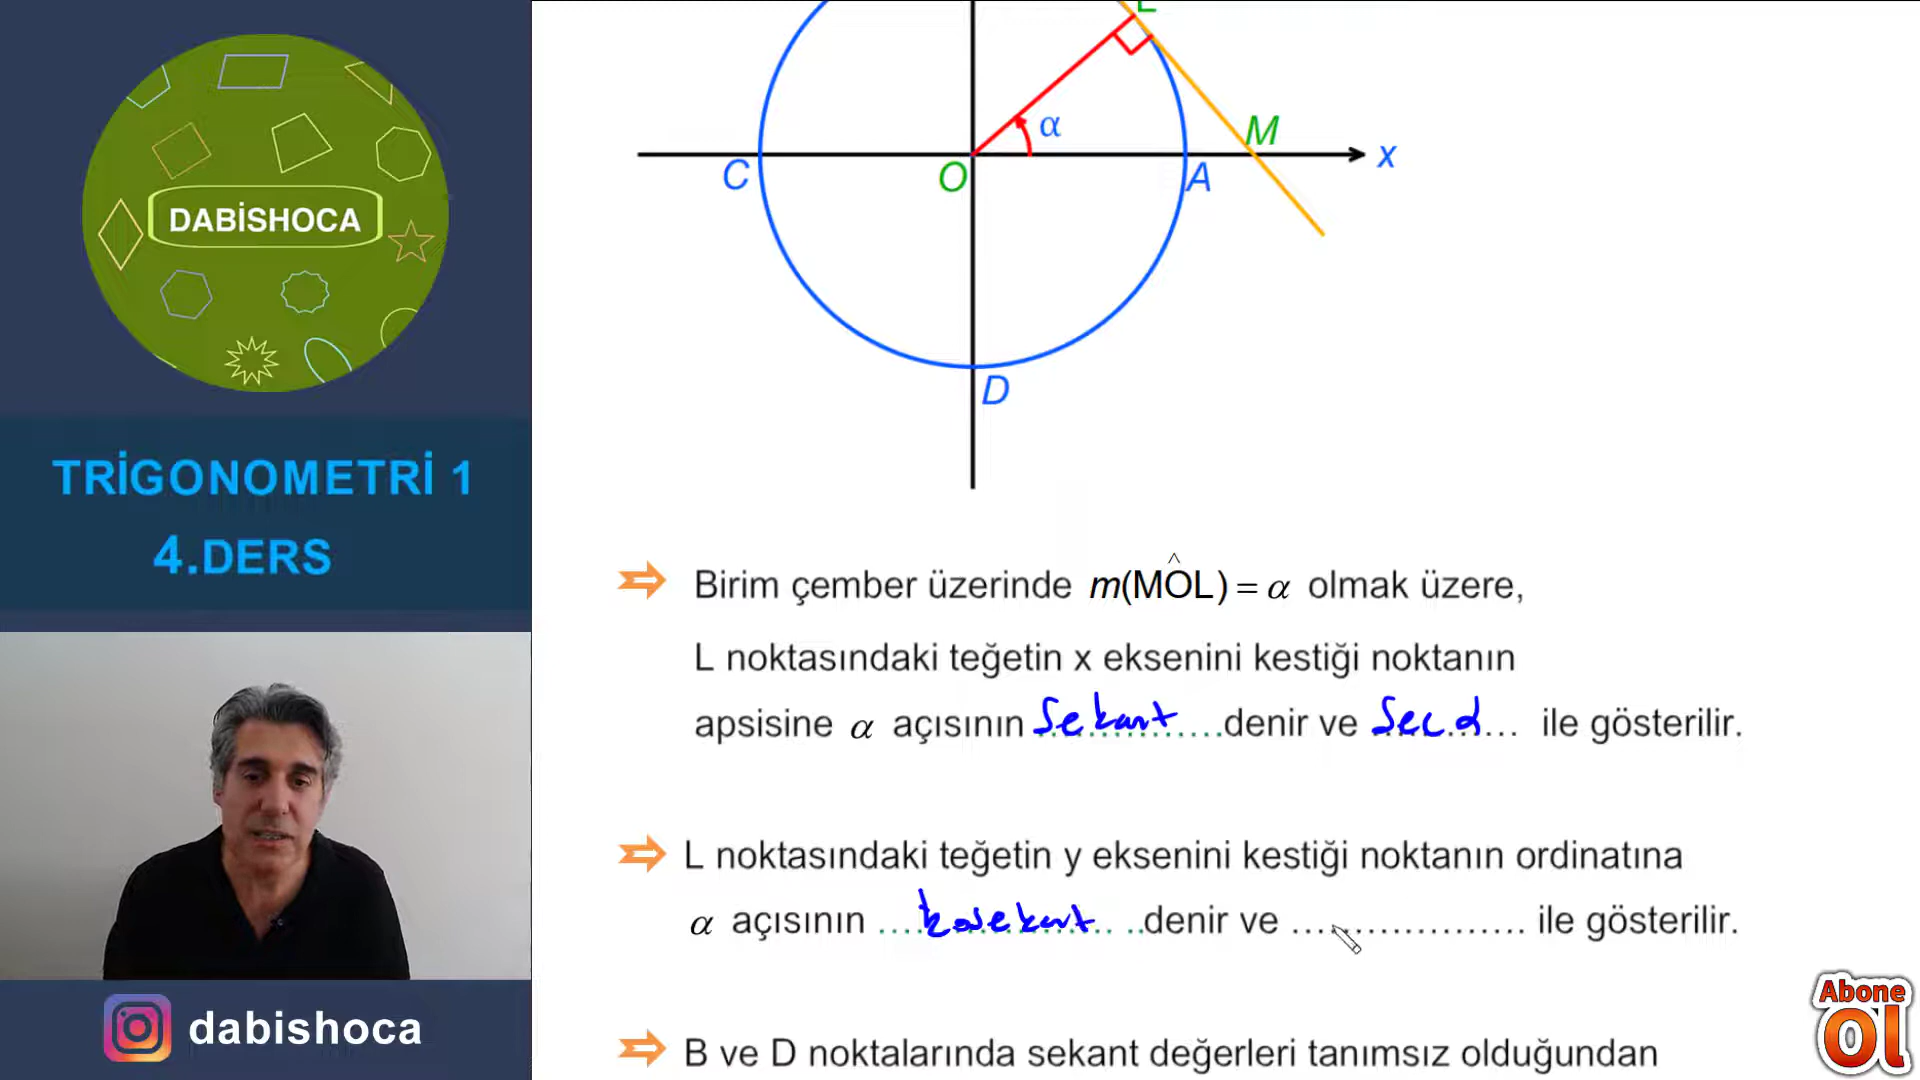 DABİSHOCA
TRİGONOMETRİ 1
4.DERS
dabishoca
L
α
M
x
C
O
A
D
Birim çember üzerinde m(MÔL) = α olmak üzere,
L noktasındaki teğetin x eksenini kestiği noktanın
apsisine α açısının Sekant denir ve Sec α ile gösterilir.
L noktasındaki teğetin y eksenini kestiği noktanın ordinatına
α açısının .... kosekant .. ..denir ve .................. ile gösterilir.
B ve D noktalarında sekant değerleri tanımsız olduğundan
Abone
Ol